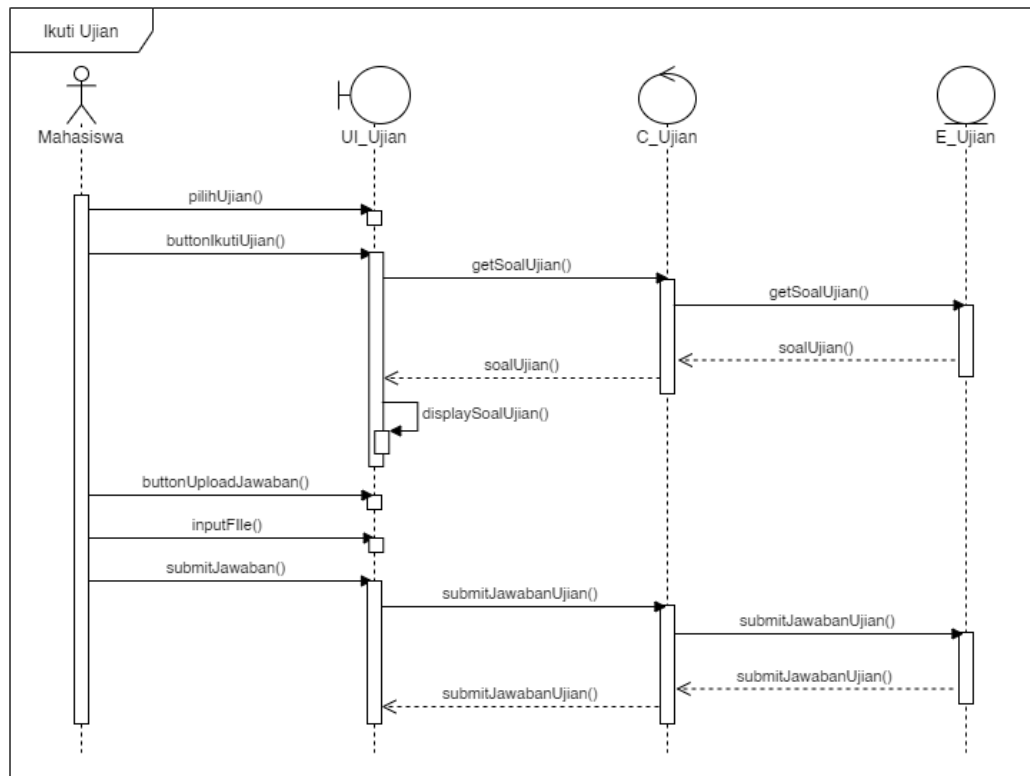 Ikuti Ujian
Mahasiswa
UI_Ujian
C_Ujian
E_Ujian
pilihUjian()
buttonIkutiUjian()
getSoalUjian()
getSoalUjian()
soalUjian()
soalUjian()
displaySoalUjian()
buttonUploadJawaban()
inputFIle()
submitJawaban()
submitJawabanUjian()
submitJawabanUjian()
submitJawabanUjian()
submitJawabanUjian()